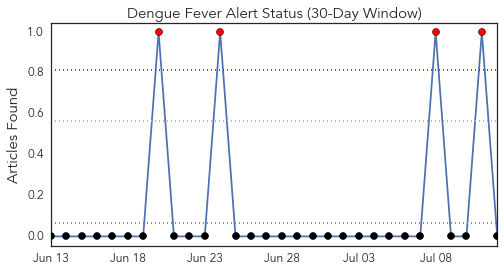 Dengue Fever Alert Status (30-Day Window)
Articles Found
1.0
0.8
0.6
0.4
0.2
0.0
Jun 13 Jun 18 Jun 23 Jun 28 Jul 03 Jul 08